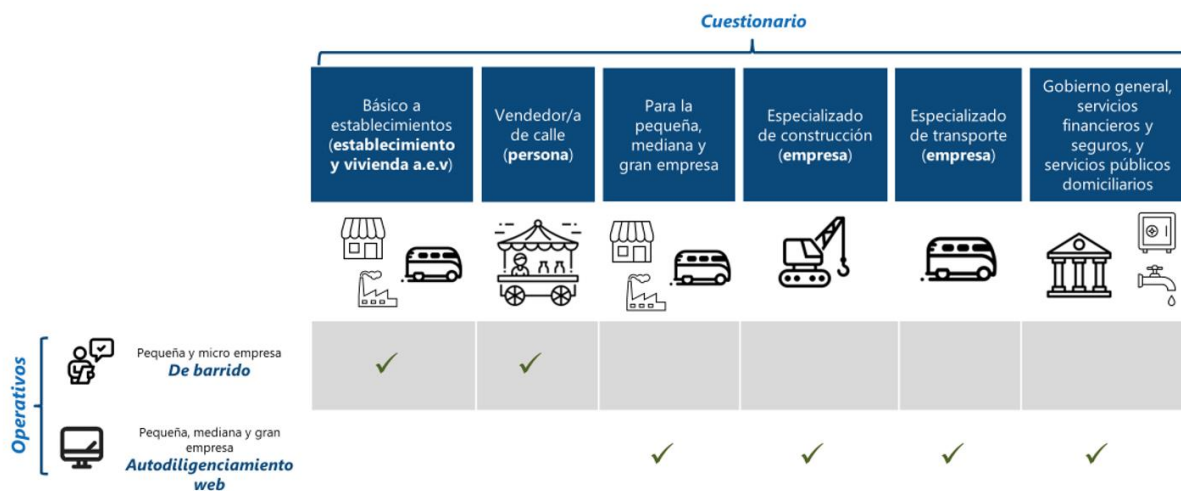 Cuestionario
Básico a
establecimientos
(establecimiento
y vivienda a.e.v)
Vendedor/a
de calle
(persona)
Para la
pequeña,
mediana y
gran empresa
Especializado
de construcción
(empresa)
Especializado
de transporte
(empresa)
Gobierno general,
servicios
financieros y
seguros, y
servicios públicos
domiciliarios
Operativos
Pequeña y micro empresa
De barrido
Pequeña, mediana y gran
empresa
Autodiligenciamiento
web